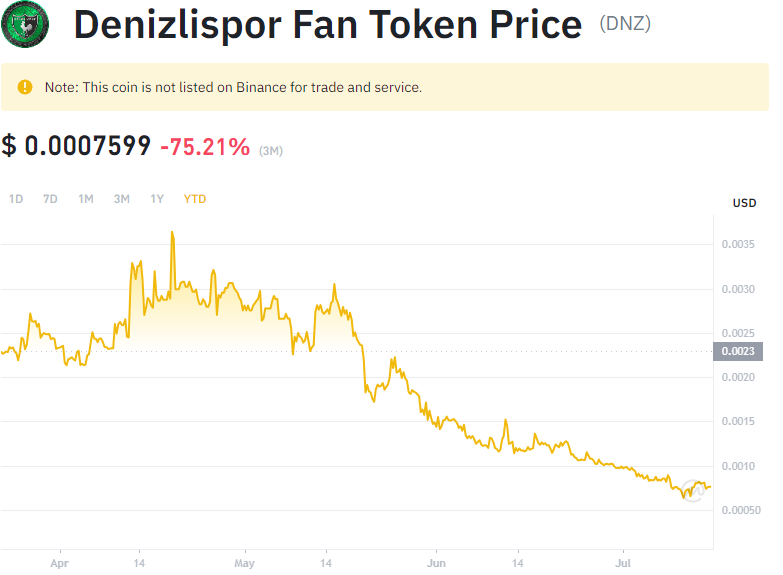 Denizlispor Fan Token Price (DNZ)
Note: This coin is not listed on Binance for trade and service.
$ 0.0007599 -75.21% (3M)
1D 7D 1M 3M 1Y YTD
USD
0.0035
0.0030
0.0025
0.0023
0.0020
0.0015
0.0010
0.00050
Apr 14 May 14 Jun 14 Jul